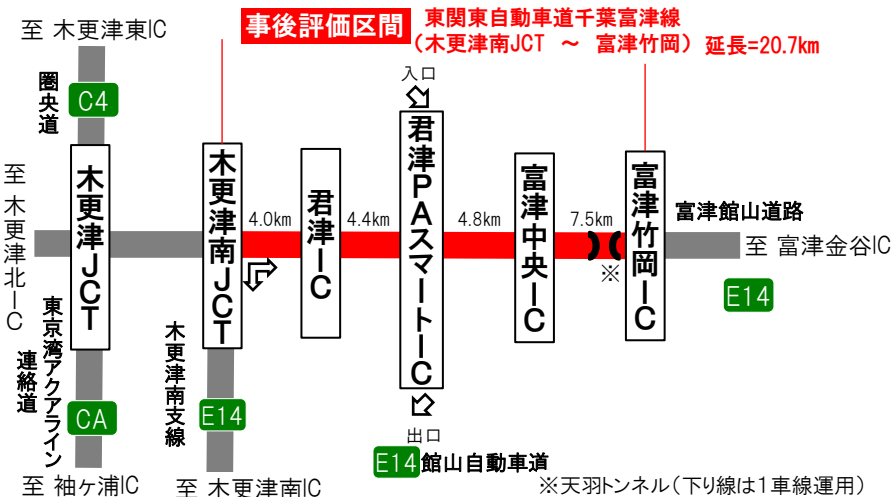 至 木更津東IC
事後評価区間
東関東自動車道千葉富津線
(木更津南JCT ～ 富津竹岡) 延長=20.7km
圏央道
C4
入口
至 木更津北IC
木更津JCT
木更津南JCT
4.0km
君津IC
4.4km
君津PAスマートIC
4.8km
富津中央IC
7.5km
※
富津竹岡IC
富津館山道路
至 富津金谷IC
E14
東京湾アクアライン
連絡道
CA
木更津南支線
E14
出口
E14 館山自動車道
至 袖ヶ浦IC
至 木更津南IC
※天羽トンネル(下り線は1車線運用)